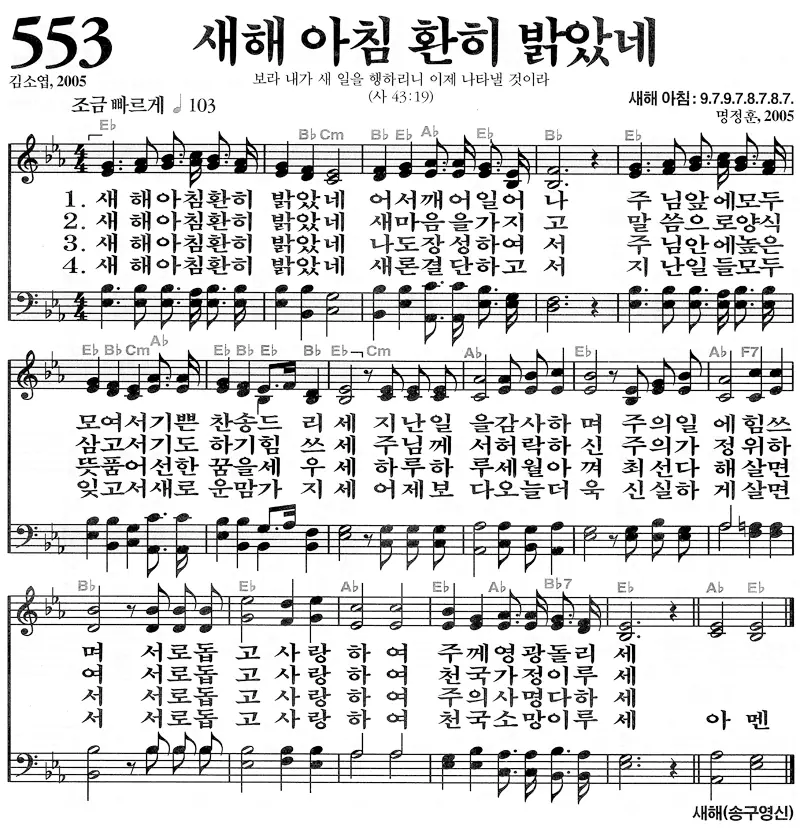 553 새해 아침 환히 밝았네
김소엽, 2005
보라 내가 새 일을 행하리니 이제 나타낼 것이라
(사 43:19)
조금 빠르게 ♩ 103
새해 아침 : 9.7.9.7.8.7.8.7.
명정훈, 2005
E♭ B♭ Cm B♭ E♭ A♭ E♭ B♭ E♭
1. 새 해아침환히 밝았네 어서깨어일어 나 주 님앞에모두
2. 새 해아침환히 밝았네 새마음을가지 고 말 씀으로양식
3. 새 해아침환히 밝았네 나도장성하여 서 주 님안에높은
4. 새 해아침환히 밝았네 새론결단하고 서 지 난일들모두
E♭ B♭ Cm A♭ E♭ B♭ E♭ B♭ E♭ Cm A♭ E♭ A♭ F7
모여서기쁜 찬송드 리 세 지난일 을감사하 며 주의일 에힘쓰
삼고서기도 하기힘 쓰 세 주님께 서허락하 신 주의가 정위하
뜻품어선한 꿈을세 우 세 하루하 루세월아 껴 최선다 해살면
잊고서새로 운맘가 지 세 어제보 다오늘더 욱 신실하 게살면
B♭ E♭ A♭ E♭ A♭ B♭7 E♭ A♭ E♭
며 서로돕 고 사 랑 하 여 주께영광돌리 세
여 서로돕 고 사 랑 하 여 천국가정이루 세
서 서로돕 고 사 랑 하 여 주의사명다하 세
서 서로돕 고 사 랑 하 여 천국소망이루 세 아 멘
새해(송구영신)